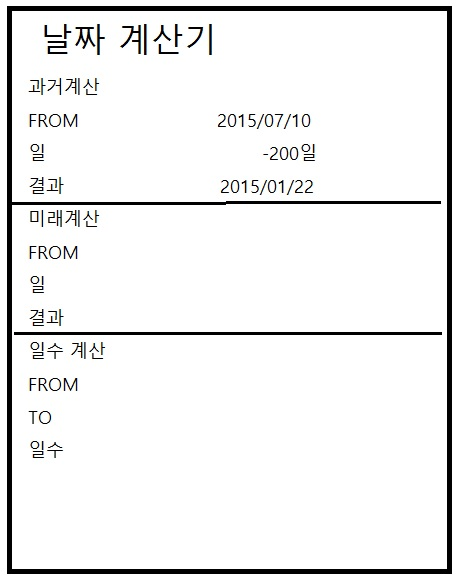 날짜 계산기
과거계산
FROM 2015/07/10
일 -200일
결과 2015/01/22
미래계산
FROM
일
결과
일수 계산
FROM
TO
일수